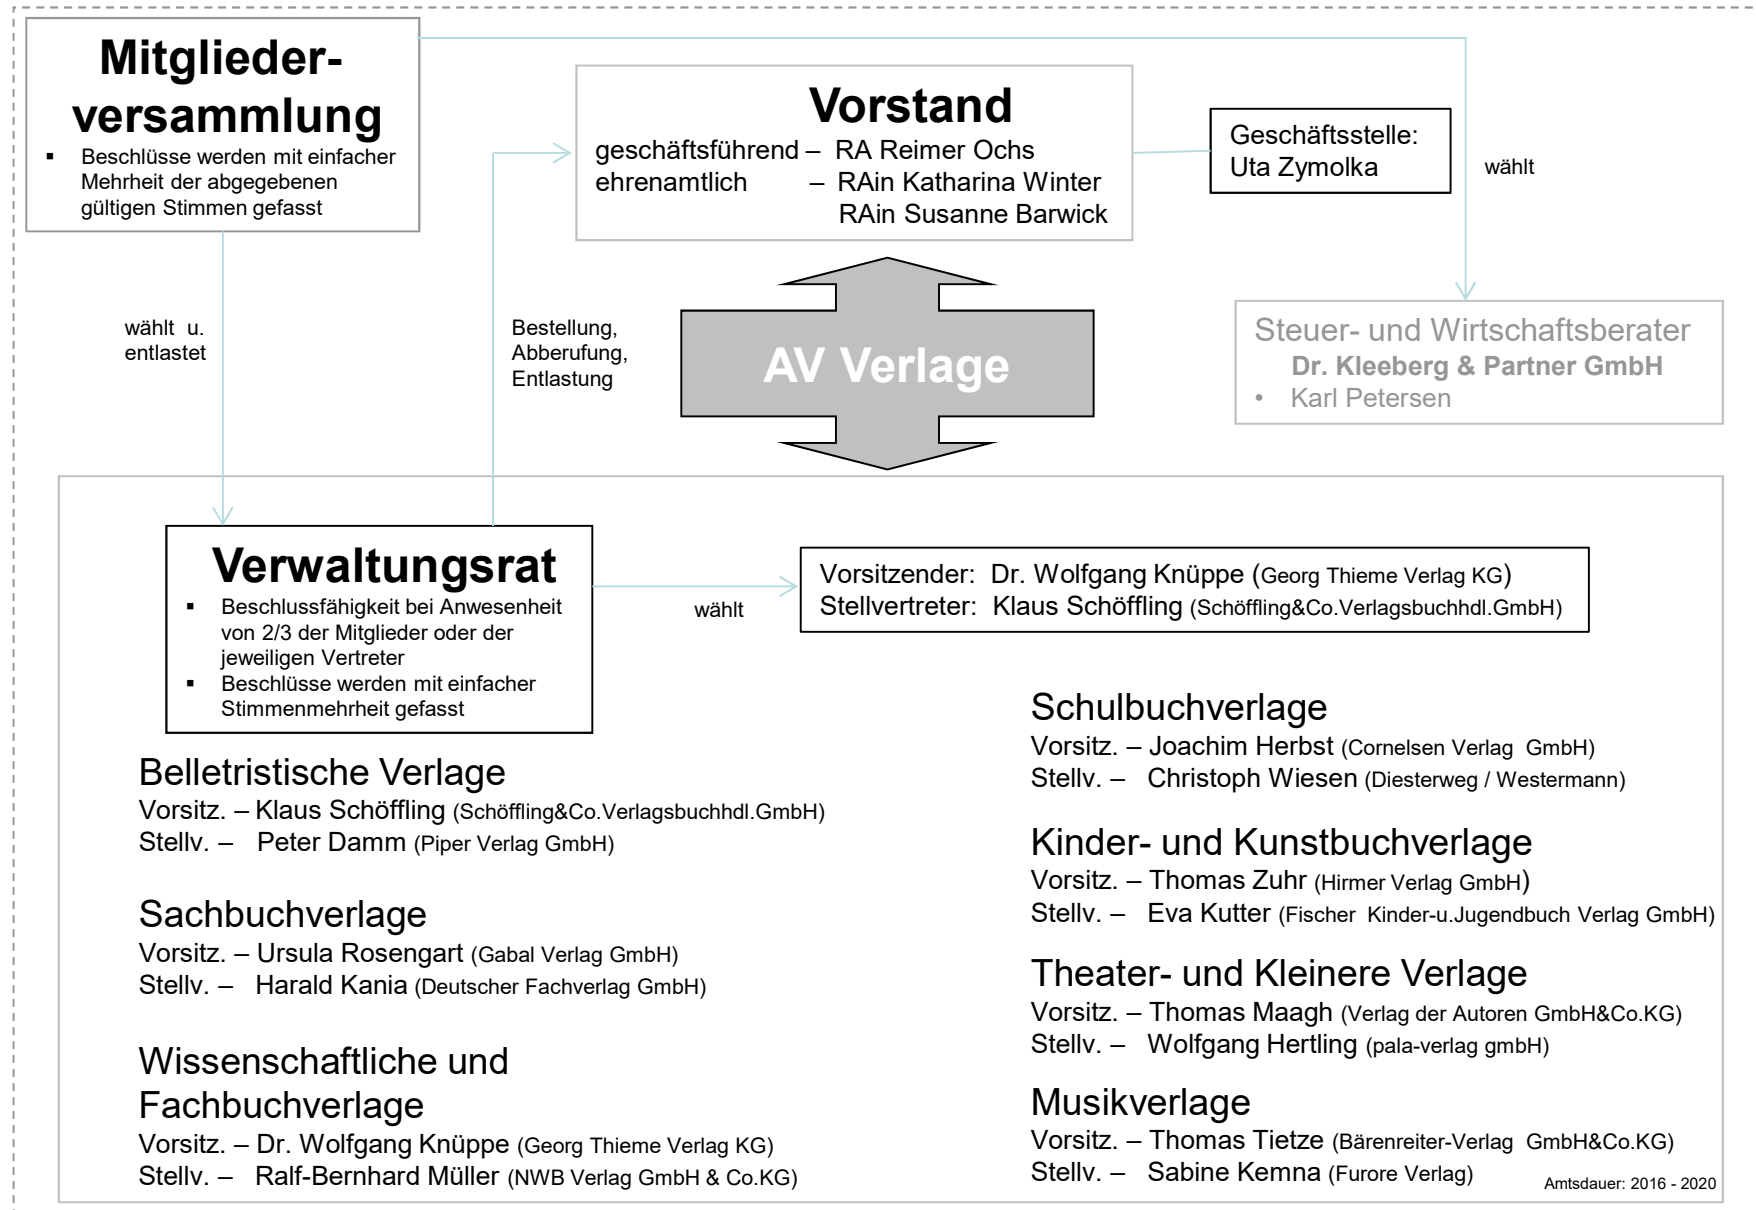 Mitglieder-
versammlung
▪ Beschlüsse werden mit einfacher
Mehrheit der abgegebenen
gültigen Stimmen gefasst
Vorstand
geschäftsführend – RA Reimer Ochs
ehrenamtlich – RAin Katharina Winter
RAin Susanne Barwick
Geschäftsstelle:
Uta Zymolka
wählt
wählt u.
entlastet
Bestellung,
Abberufung,
Entlastung
AV Verlage
Steuer- und Wirtschaftsberater
Dr. Kleeberg & Partner GmbH
• Karl Petersen
Verwaltungsrat
▪ Beschlussfähigkeit bei Anwesenheit
von 2/3 der Mitglieder oder der
jeweiligen Vertreter
▪ Beschlüsse werden mit einfacher
Stimmenmehrheit gefasst
wählt
Vorsitzender: Dr. Wolfgang Knüppe (Georg Thieme Verlag KG)
Stellvertreter: Klaus Schöffling (Schöffling&Co.Verlagsbuchhdl.GmbH)
Belletristische Verlage
Vorsitz. – Klaus Schöffling (Schöffling&Co.Verlagsbuchhdl.GmbH)
Stellv. – Peter Damm (Piper Verlag GmbH)
Sachbuchverlage
Vorsitz. – Ursula Rosengart (Gabal Verlag GmbH)
Stellv. – Harald Kania (Deutscher Fachverlag GmbH)
Wissenschaftliche und
Fachbuchverlage
Vorsitz. – Dr. Wolfgang Knüppe (Georg Thieme Verlag KG)
Stellv. – Ralf-Bernhard Müller (NWB Verlag GmbH & Co.KG)
Schulbuchverlage
Vorsitz. – Joachim Herbst (Cornelsen Verlag GmbH)
Stellv. – Christoph Wiesen (Diesterweg / Westermann)
Kinder- und Kunstbuchverlage
Vorsitz. – Thomas Zuhr (Hirmer Verlag GmbH)
Stellv. – Eva Kutter (Fischer Kinder-u.Jugendbuch Verlag GmbH)
Theater- und Kleinere Verlage
Vorsitz. – Thomas Maagh (Verlag der Autoren GmbH&Co.KG)
Stellv. – Wolfgang Hertling (pala-verlag gmbH)
Musikverlage
Vorsitz. – Thomas Tietze (Bärenreiter-Verlag GmbH&Co.KG)
Stellv. – Sabine Kemna (Furore Verlag)
Amtsdauer: 2016 - 2020